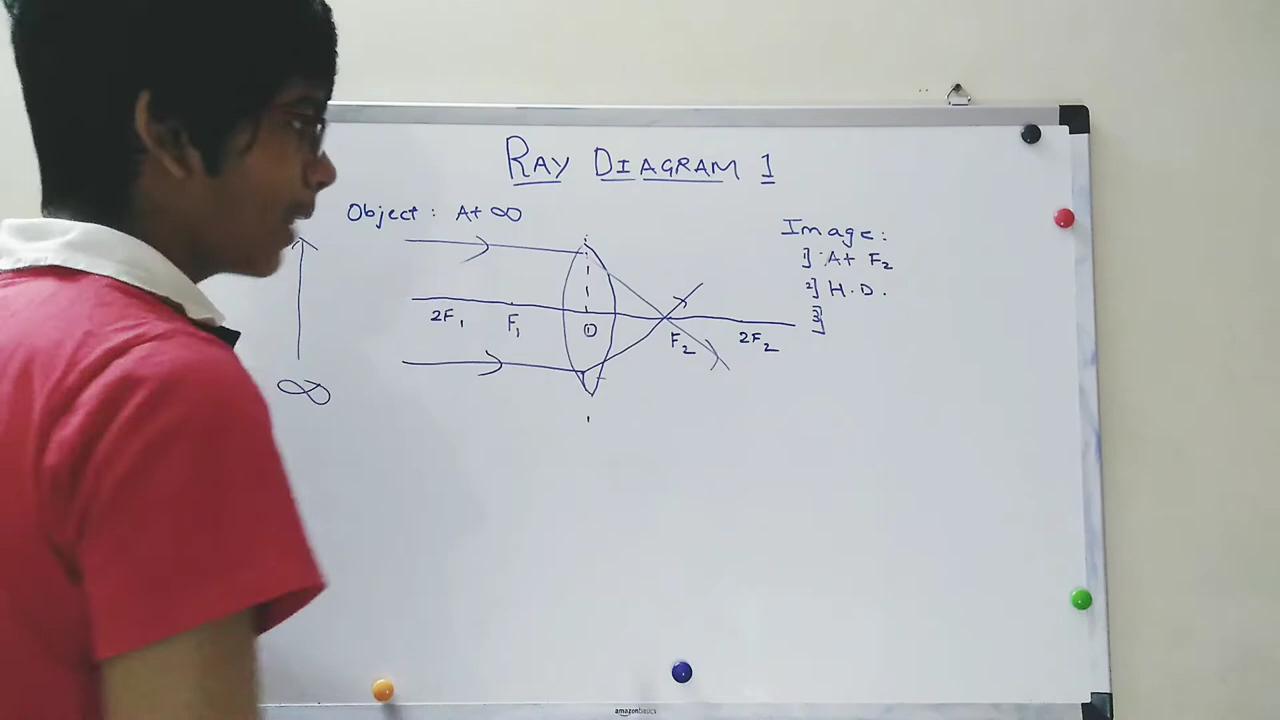 RAY DIAGRAM 1
Object: At ∞
Image:
1] At F₂
2] H.D.
3]
2F₁ F₁ O F₂ 2F₂
∞
amazonbasics